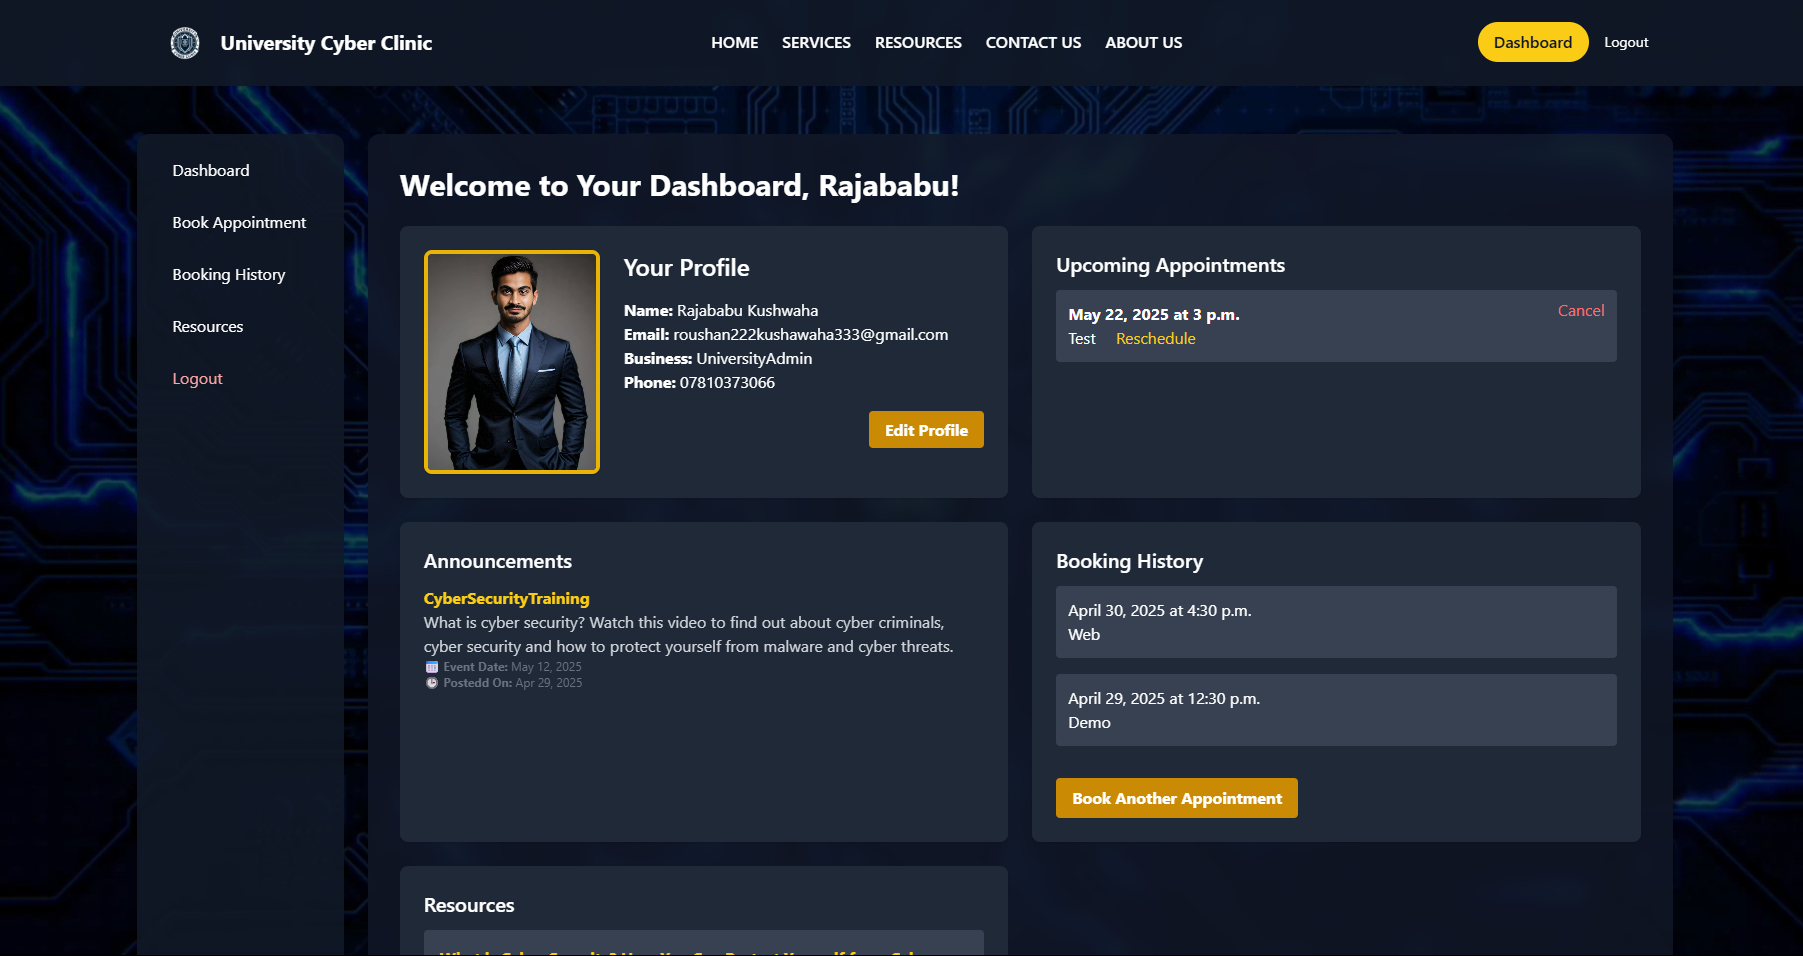 University Cyber Clinic
HOME SERVICES RESOURCES CONTACT US ABOUT US
Dashboard Logout
Dashboard
Book Appointment
Booking History
Resources
Logout
Welcome to Your Dashboard, Rajababu!
Your Profile
Name: Rajababu Kushwaha
Email: roushan222kushawaha333@gmail.com
Business: UniversityAdmin
Phone: 07810373066
Edit Profile
Upcoming Appointments
May 22, 2025 at 3 p.m.
Cancel
Test Reschedule
Announcements
CyberSecurityTraining
What is cyber security? Watch this video to find out about cyber criminals,
cyber security and how to protect yourself from malware and cyber threats.
Event Date: May 12, 2025
Postedd On: Apr 29, 2025
Booking History
April 30, 2025 at 4:30 p.m.
Web
April 29, 2025 at 12:30 p.m.
Demo
Book Another Appointment
Resources